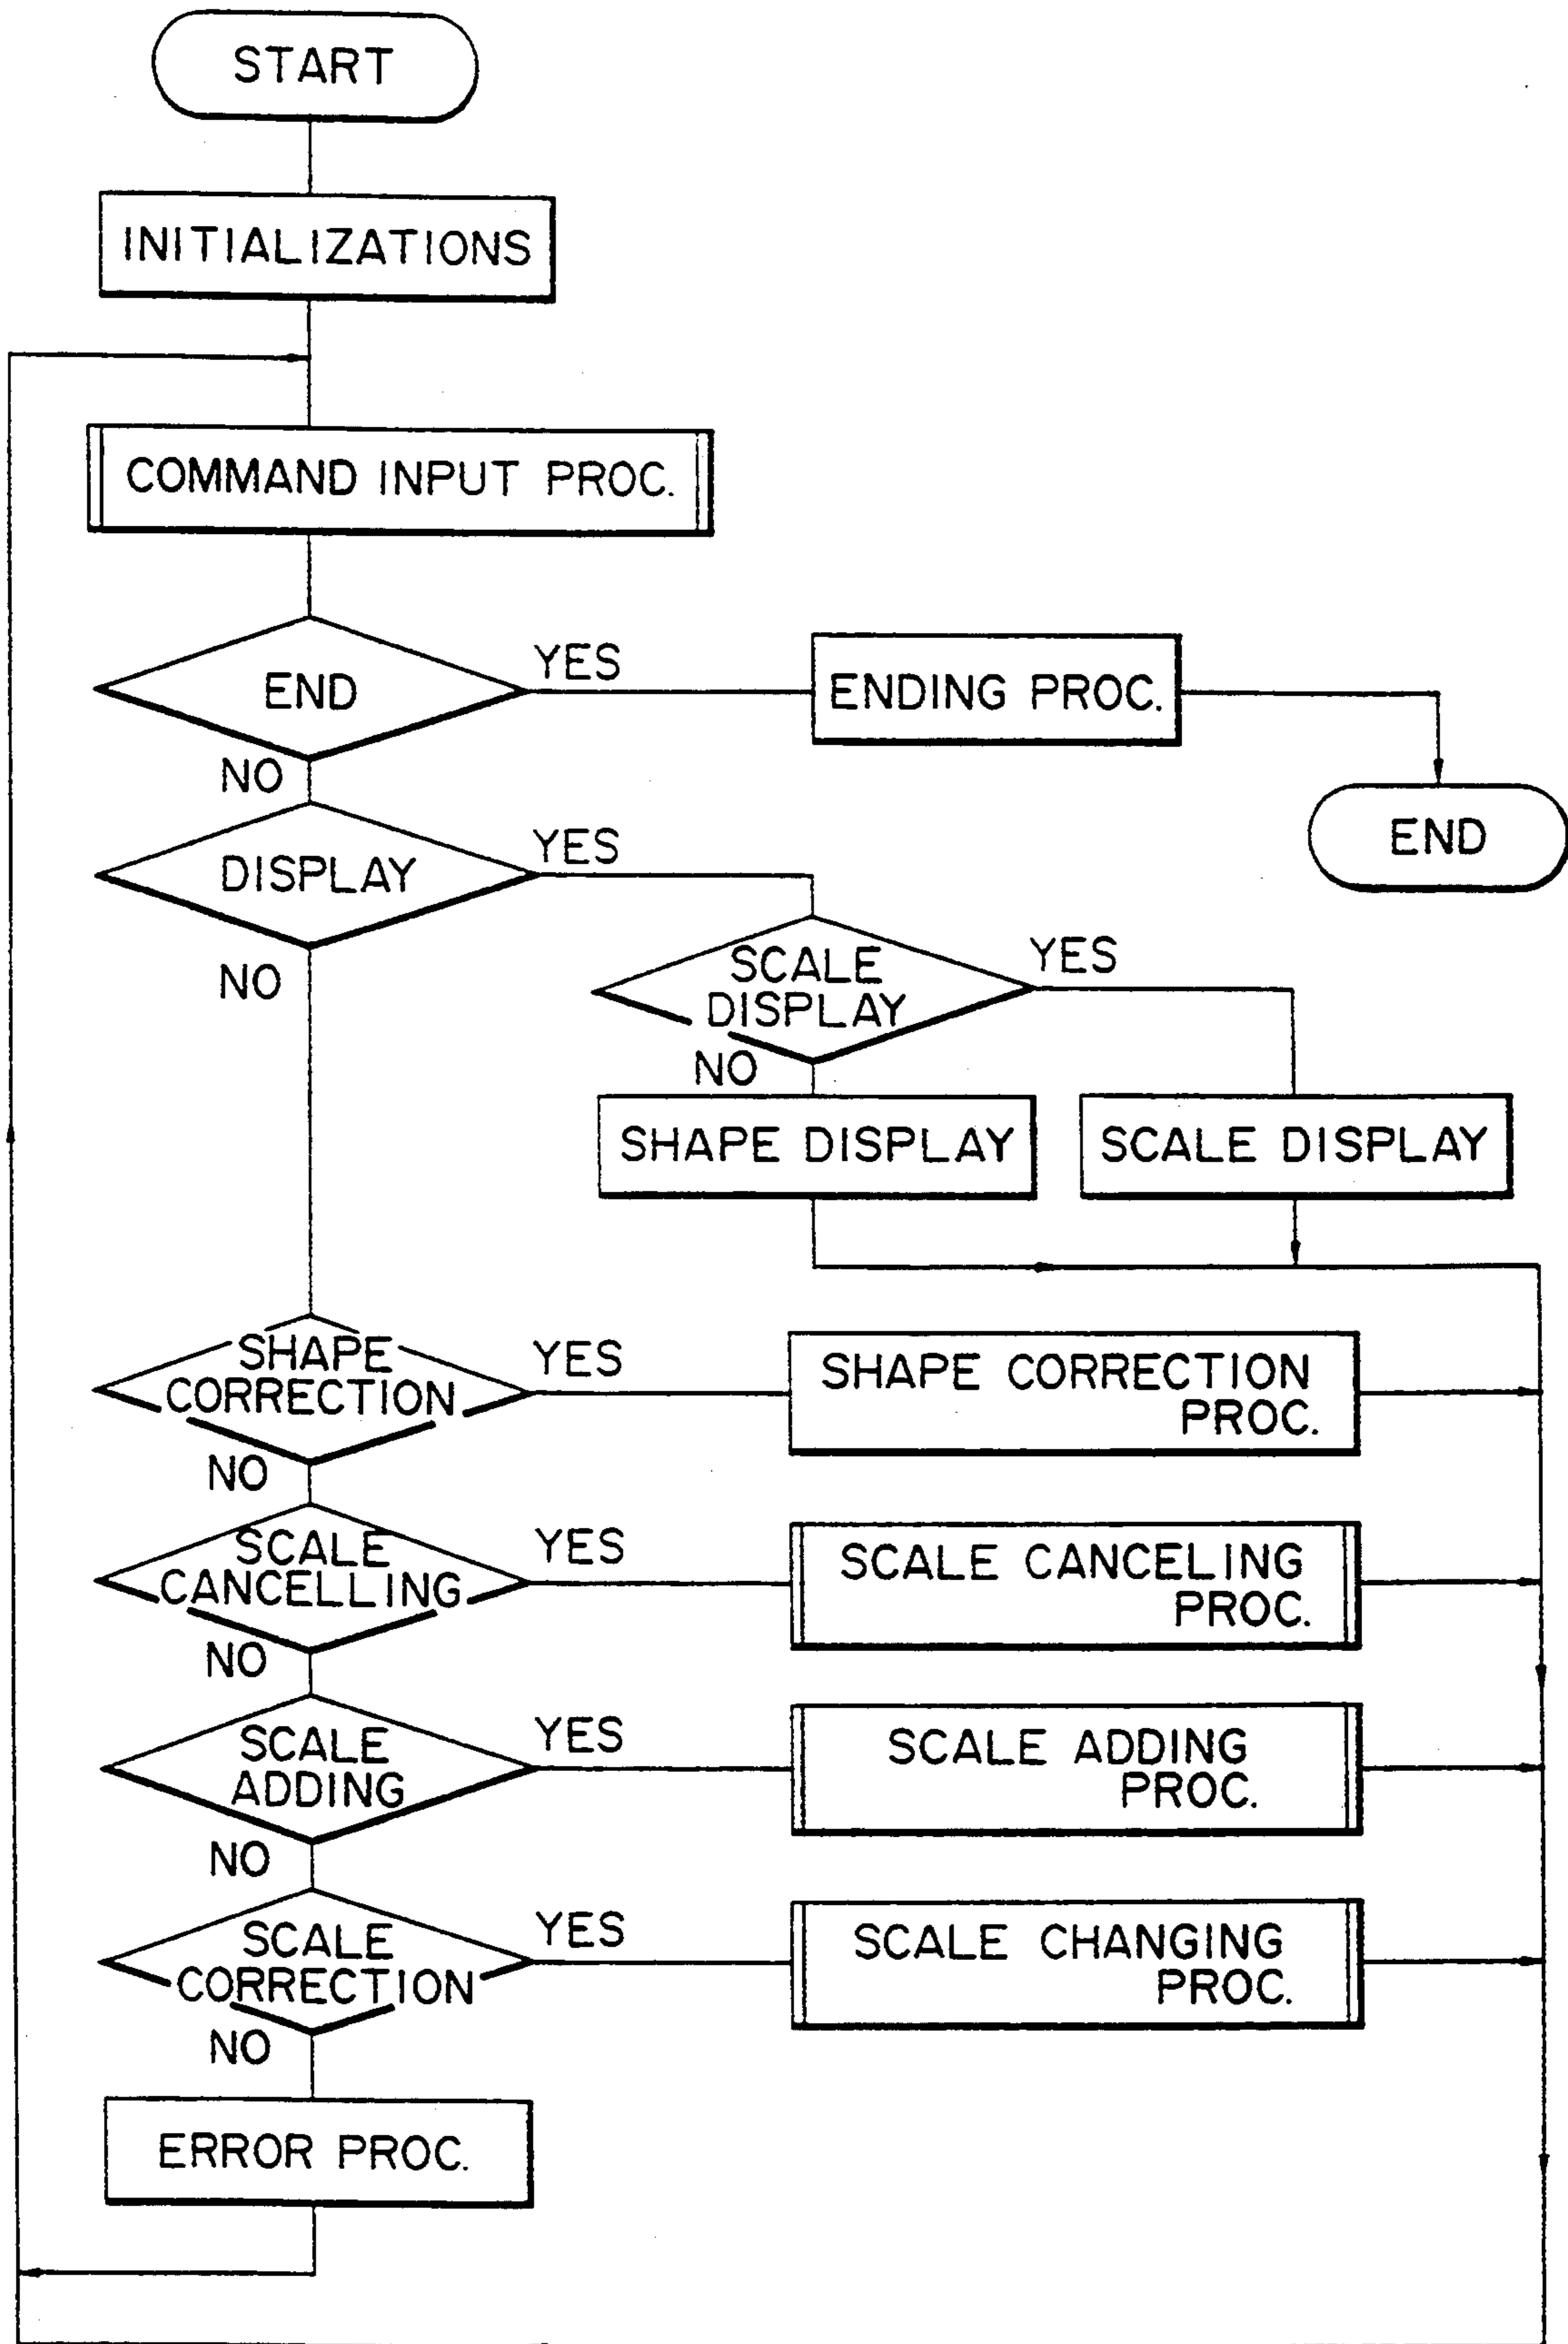 START
INITIALIZATIONS
COMMAND INPUT PROC.
END
YES
ENDING PROC.
NO
END
DISPLAY
YES
NO
SCALE
DISPLAY
YES
NO
SHAPE DISPLAY
SCALE DISPLAY
SHAPE
CORRECTION
YES
SHAPE CORRECTION
PROC.
NO
SCALE
CANCELLING
YES
SCALE CANCELING
PROC.
NO
SCALE
ADDING
YES
SCALE ADDING
PROC.
NO
SCALE
CORRECTION
YES
SCALE CHANGING
PROC.
NO
ERROR PROC.